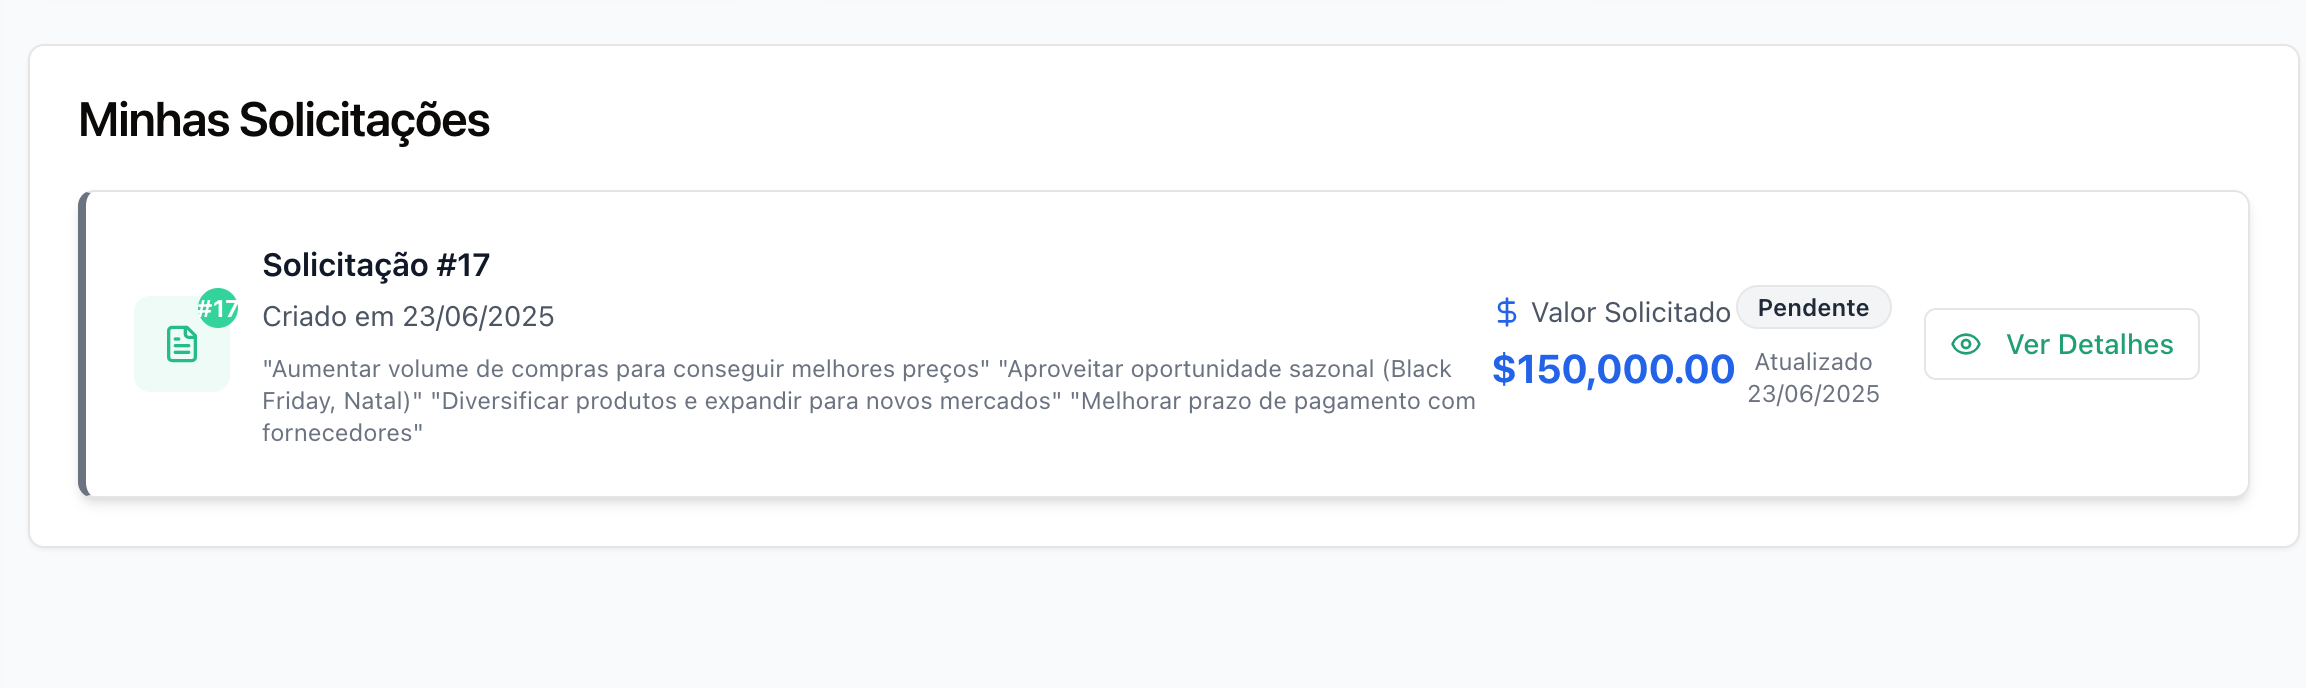 Minhas Solicitações
#17
Solicitação #17
Criado em 23/06/2025
"Aumentar volume de compras para conseguir melhores preços" "Aproveitar oportunidade sazonal (Black
Friday, Natal)" "Diversificar produtos e expandir para novos mercados" "Melhorar prazo de pagamento com
fornecedores"
$ Valor Solicitado
$150,000.00
Pendente
Atualizado
23/06/2025
Ver Detalhes